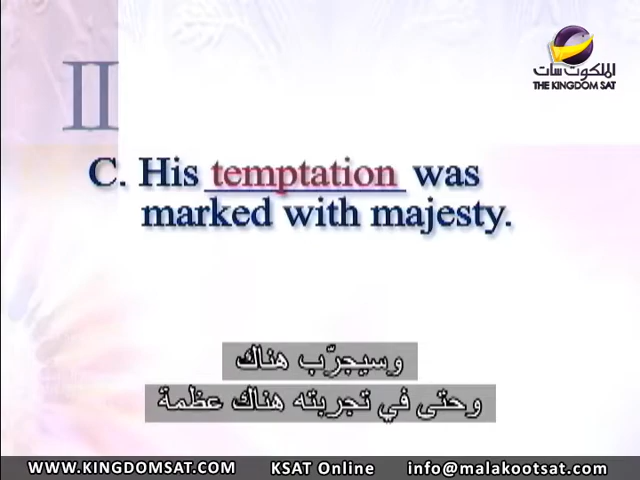 الملكوت سات
THE KINGDOM SAT
II
C. His temptation was
marked with majesty.
وسيجرّب هناك
وحتى في تجربته هناك عظمة
WWW.KINGDOMSAT.COM KSAT Online info@malakootsat.com